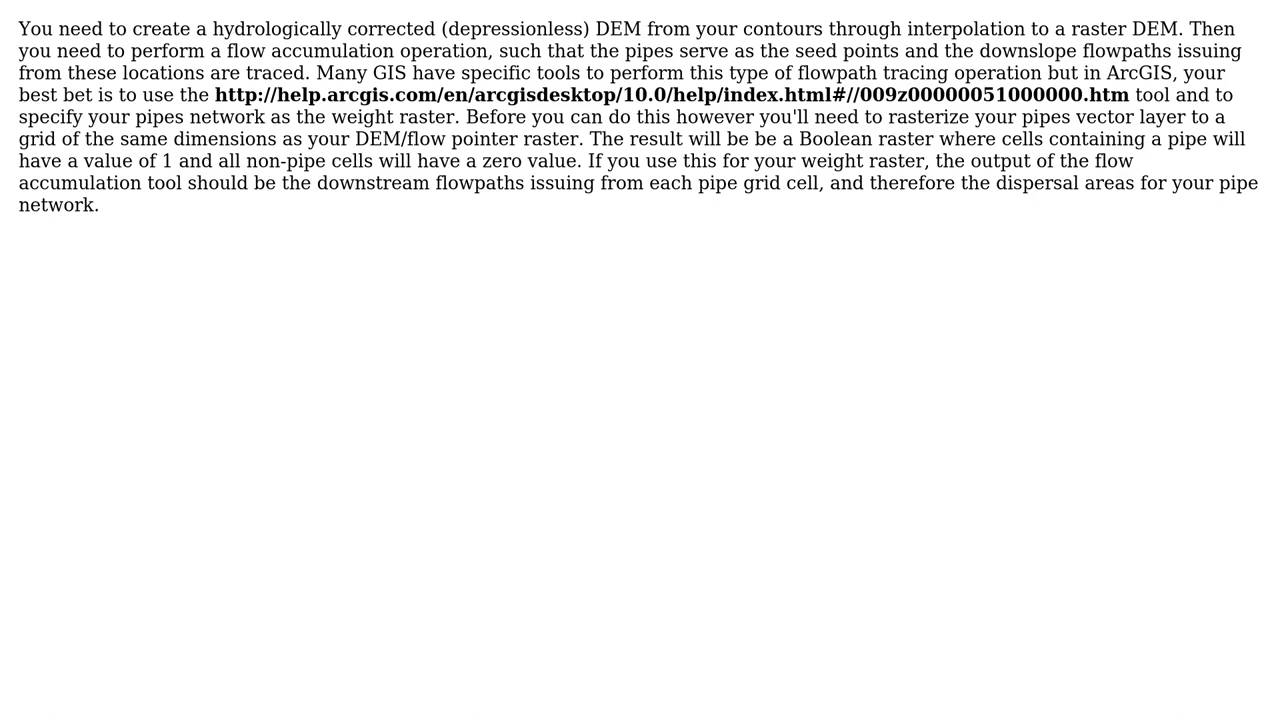 You need to create a hydrologically corrected (depressionless) DEM from your contours through interpolation to a raster DEM. Then
you need to perform a flow accumulation operation, such that the pipes serve as the seed points and the downslope flowpaths issuing
from these locations are traced. Many GIS have specific tools to perform this type of flowpath tracing operation but in ArcGIS, your
best bet is to use the http://help.arcgis.com/en/arcgisdesktop/10.0/help/index.html#//009z00000051000000.htm tool and to
specify your pipes network as the weight raster. Before you can do this however you'll need to rasterize your pipes vector layer to a
grid of the same dimensions as your DEM/flow pointer raster. The result will be be a Boolean raster where cells containing a pipe will
have a value of 1 and all non-pipe cells will have a zero value. If you use this for your weight raster, the output of the flow
accumulation tool should be the downstream flowpaths issuing from each pipe grid cell, and therefore the dispersal areas for your pipe
network.